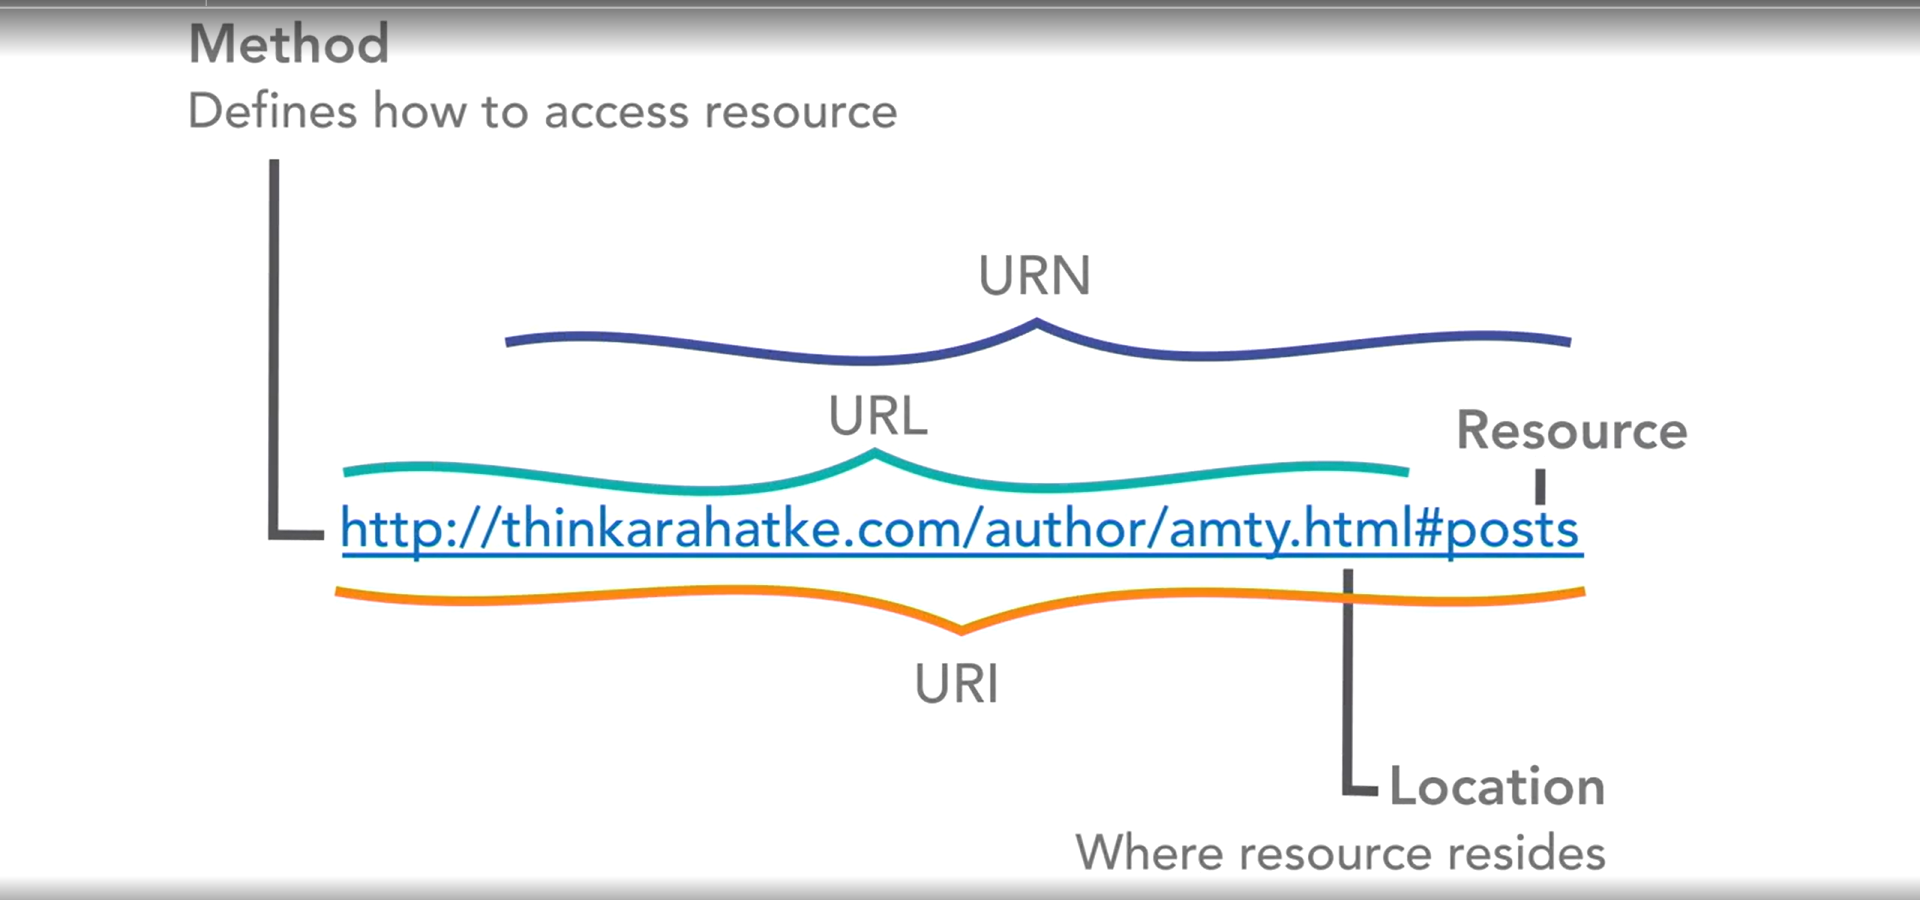 Method
Defines how to access resource
URN
URL
Resource
http://thinkarahatke.com/author/amty.html#posts
URI
Location
Where resource resides